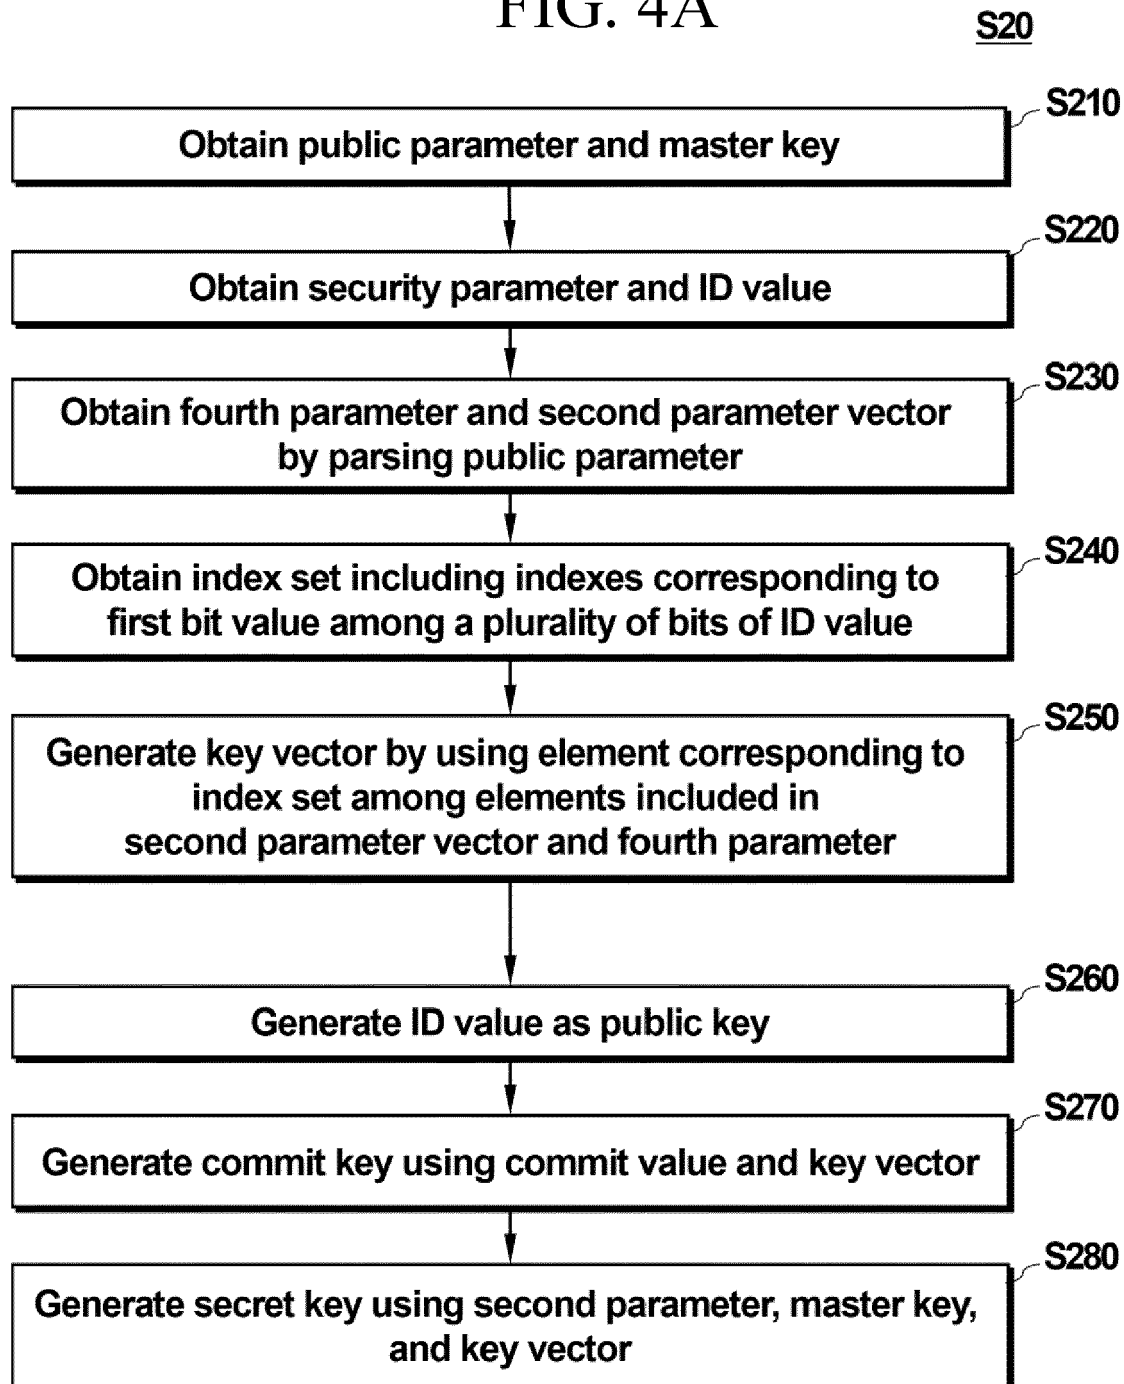 FIG. 4A
S20
S210
Obtain public parameter and master key
S220
Obtain security parameter and ID value
S230
Obtain fourth parameter and second parameter vector
by parsing public parameter
S240
Obtain index set including indexes corresponding to
first bit value among a plurality of bits of ID value
S250
Generate key vector by using element corresponding to
index set among elements included in
second parameter vector and fourth parameter
S260
Generate ID value as public key
S270
Generate commit key using commit value and key vector
S280
Generate secret key using second parameter, master key,
and key vector